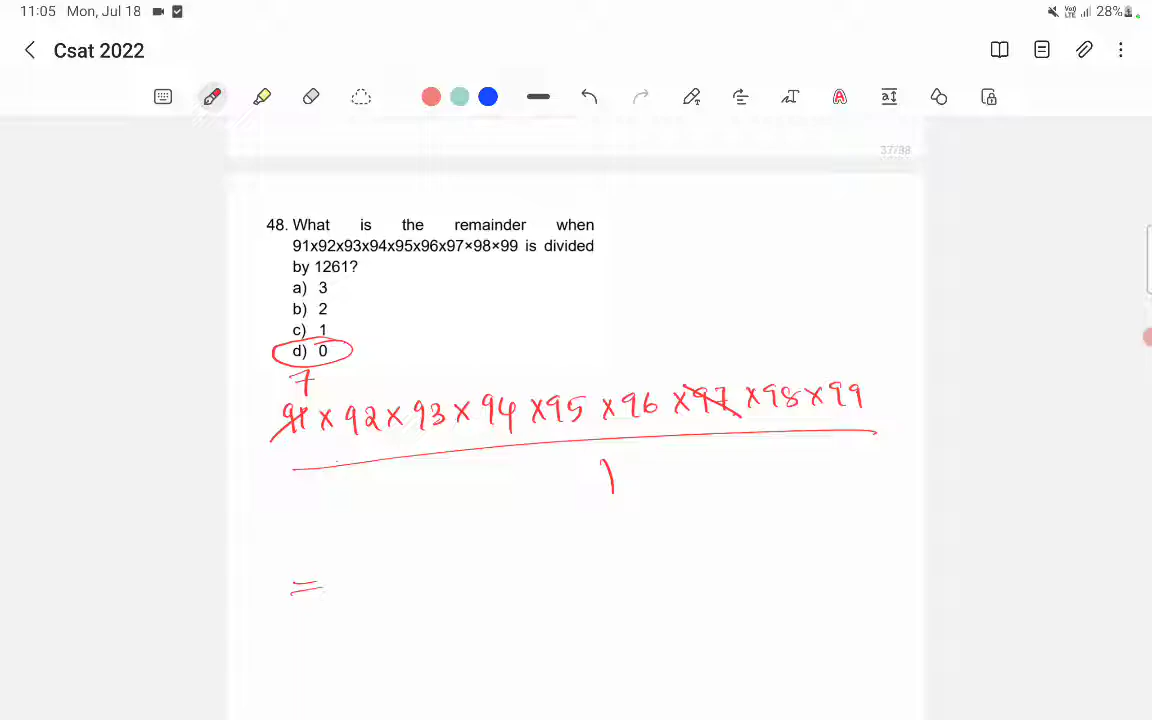 11:05 Mon, Jul 18 28%
Csat 2022
37/38
48. What is the remainder when
91x92x93x94x95x96x97×98×99 is divided
by 1261?
a) 3
b) 2
c) 1
d) 0
7
91 × 92 × 93 × 94 × 95 × 96 × 97 × 98 × 99
1
=